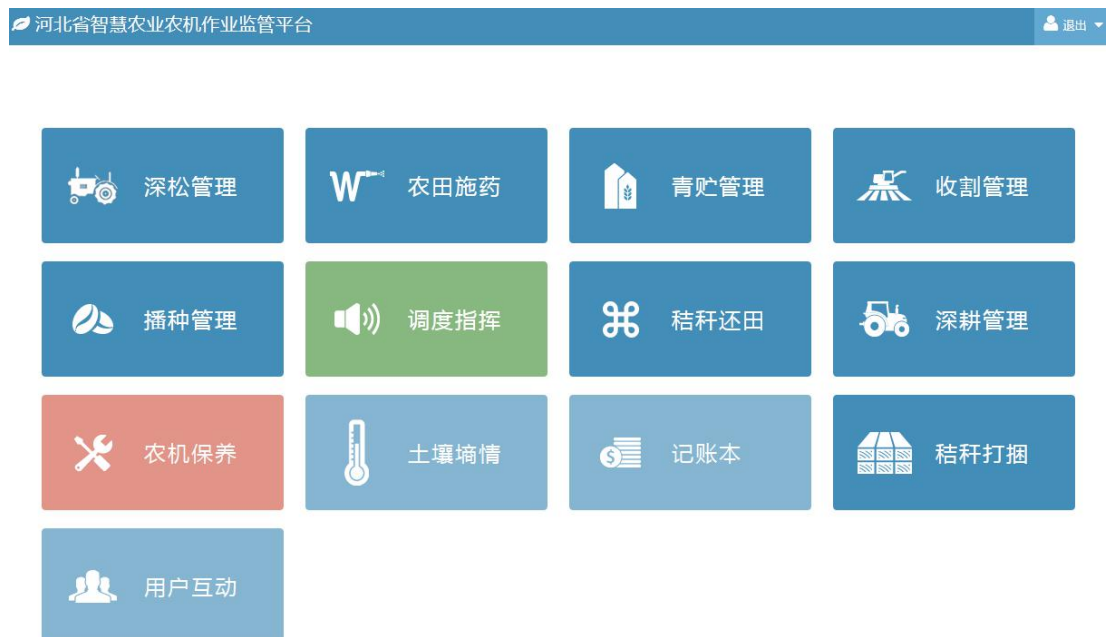 河北省智慧农业农机作业监管平台
退出
深松管理
农田施药
青贮管理
收割管理
播种管理
调度指挥
秸秆还田
深耕管理
农机保养
土壤墒情
记账本
秸秆打捆
用户互动